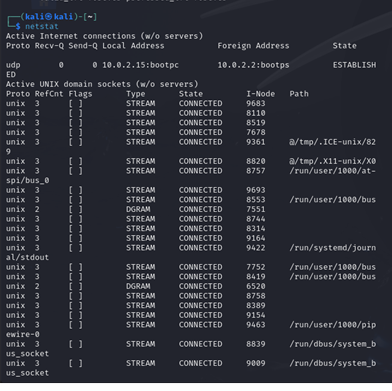 ┌──(kali㉿kali)-[~]
└─$ netstat
Active Internet connections (w/o servers)
Proto Recv-Q Send-Q Local Address Foreign Address State
udp 0 0 10.0.2.15:bootpc 10.0.2.2:bootps ESTABLISH
ED
Active UNIX domain sockets (w/o servers)
Proto RefCnt Flags Type State I-Node Path
unix 3 [ ] STREAM CONNECTED 9683
unix 3 [ ] STREAM CONNECTED 8110
unix 3 [ ] STREAM CONNECTED 8519
unix 3 [ ] STREAM CONNECTED 7678
unix 3 [ ] STREAM CONNECTED 9361 @/tmp/.ICE-unix/82
9
unix 3 [ ] STREAM CONNECTED 8820 @/tmp/.X11-unix/X0
unix 3 [ ] STREAM CONNECTED 8757 /run/user/1000/at-
spi/bus_0
unix 3 [ ] STREAM CONNECTED 9693
unix 3 [ ] STREAM CONNECTED 8553 /run/user/1000/bus
unix 2 [ ] DGRAM CONNECTED 7551
unix 3 [ ] STREAM CONNECTED 8744
unix 3 [ ] STREAM CONNECTED 8314
unix 3 [ ] STREAM CONNECTED 9164
unix 3 [ ] STREAM CONNECTED 9422 /run/systemd/journ
al/stdout
unix 3 [ ] STREAM CONNECTED 7752 /run/user/1000/bus
unix 3 [ ] STREAM CONNECTED 8419 /run/user/1000/bus
unix 2 [ ] DGRAM CONNECTED 6520
unix 3 [ ] STREAM CONNECTED 8758
unix 3 [ ] STREAM CONNECTED 8389
unix 3 [ ] STREAM CONNECTED 9154
unix 3 [ ] STREAM CONNECTED 9463 /run/user/1000/pip
ewire-0
unix 3 [ ] STREAM CONNECTED 8839 /run/dbus/system_b
us_socket
unix 3 [ ] STREAM CONNECTED 9009 /run/dbus/system_b
us_socket